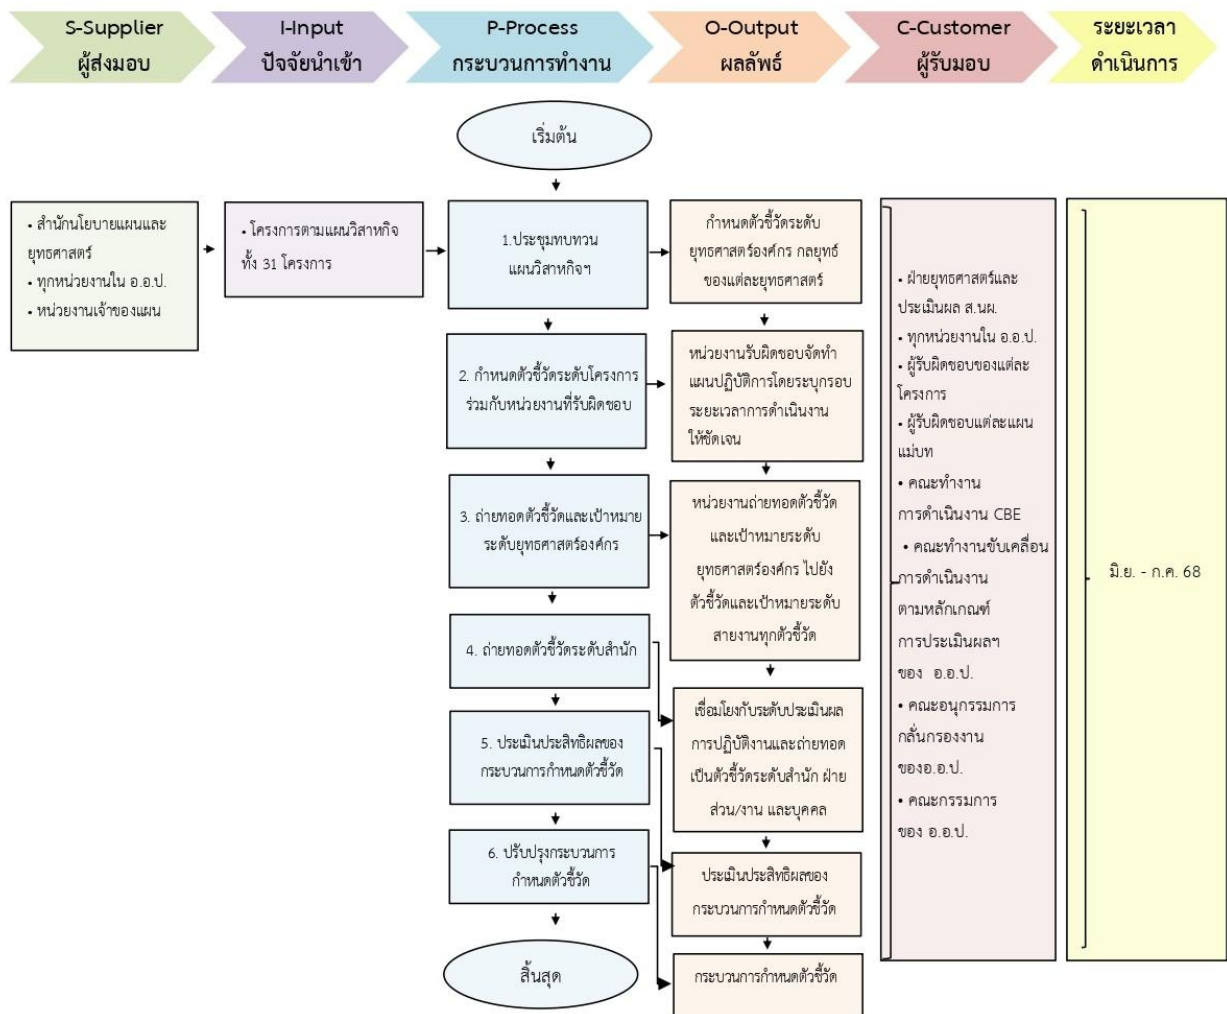 S-Supplier
ผู้ส่งมอบ
I-Input
ปัจจัยนำเข้า
P-Process
กระบวนการทำงาน
O-Output
ผลลัพธ์
C-Customer
ผู้รับมอบ
ระยะเวลา
ดำเนินการ
เริ่มต้น
• สำนักนโยบายแผนและ
ยุทธศาสตร์
• ทุกหน่วยงานใน อ.อ.ป.
• หน่วยงานเจ้าของแผน
• โครงการตามแผนวิสาหกิจ
ทั้ง 31 โครงการ
1.ประชุมทบทวน
แผนวิสาหกิจฯ
2. กำหนดตัวชี้วัดระดับโครงการ
ร่วมกับหน่วยงานที่รับผิดชอบ
3. ถ่ายทอดตัวชี้วัดและเป้าหมาย
ระดับยุทธศาสตร์องค์กร
4. ถ่ายทอดตัวชี้วัดระดับสำนัก
5. ประเมินประสิทธิผลของ
กระบวนการกำหนดตัวชี้วัด
6. ปรับปรุงกระบวนการ
กำหนดตัวชี้วัด
สิ้นสุด
กำหนดตัวชี้วัดระดับ
ยุทธศาสตร์องค์กร กลยุทธ์
ของแต่ละยุทธศาสตร์
หน่วยงานรับผิดชอบจัดทำ
แผนปฏิบัติการโดยระบุกรอบ
ระยะเวลาการดำเนินงาน
ให้ชัดเจน
หน่วยงานถ่ายทอดตัวชี้วัด
และเป้าหมายระดับ
ยุทธศาสตร์องค์กร ไปยัง
ตัวชี้วัดและเป้าหมายระดับ
สายงานทุกตัวชี้วัด
เชื่อมโยงกับระดับประเมินผล
การปฏิบัติงานและถ่ายทอด
เป็นตัวชี้วัดระดับสำนัก ฝ่าย
ส่วน/งาน และบุคคล
ประเมินประสิทธิผลของ
กระบวนการกำหนดตัวชี้วัด
กระบวนการกำหนดตัวชี้วัด
• ฝ่ายยุทธศาสตร์และ
ประเมินผล ส.นผ.
• ทุกหน่วยงานใน อ.อ.ป.
• ผู้รับผิดชอบของแต่ละ
โครงการ
• ผู้รับผิดชอบแต่ละแผน
แม่บท
• คณะทำงาน
การดำเนินงาน CBE
• คณะทำงานขับเคลื่อน
การดำเนินงาน
ตามหลักเกณฑ์
การประเมินผลฯ
ของ อ.อ.ป.
• คณะอนุกรรมการ
กลั่นกรองงาน
ของอ.อ.ป.
• คณะกรรมการ
ของ อ.อ.ป.
มิ.ย. - ก.ค. 68